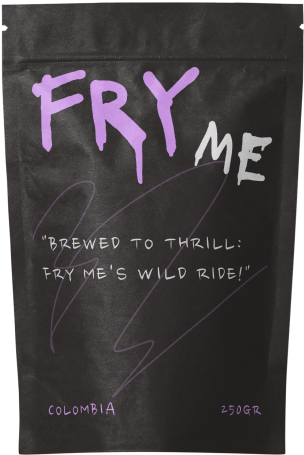 FRY
ME
"BREWED TO THRILL:
FRY ME'S WILD RIDE!"
COLOMBIA 250GR